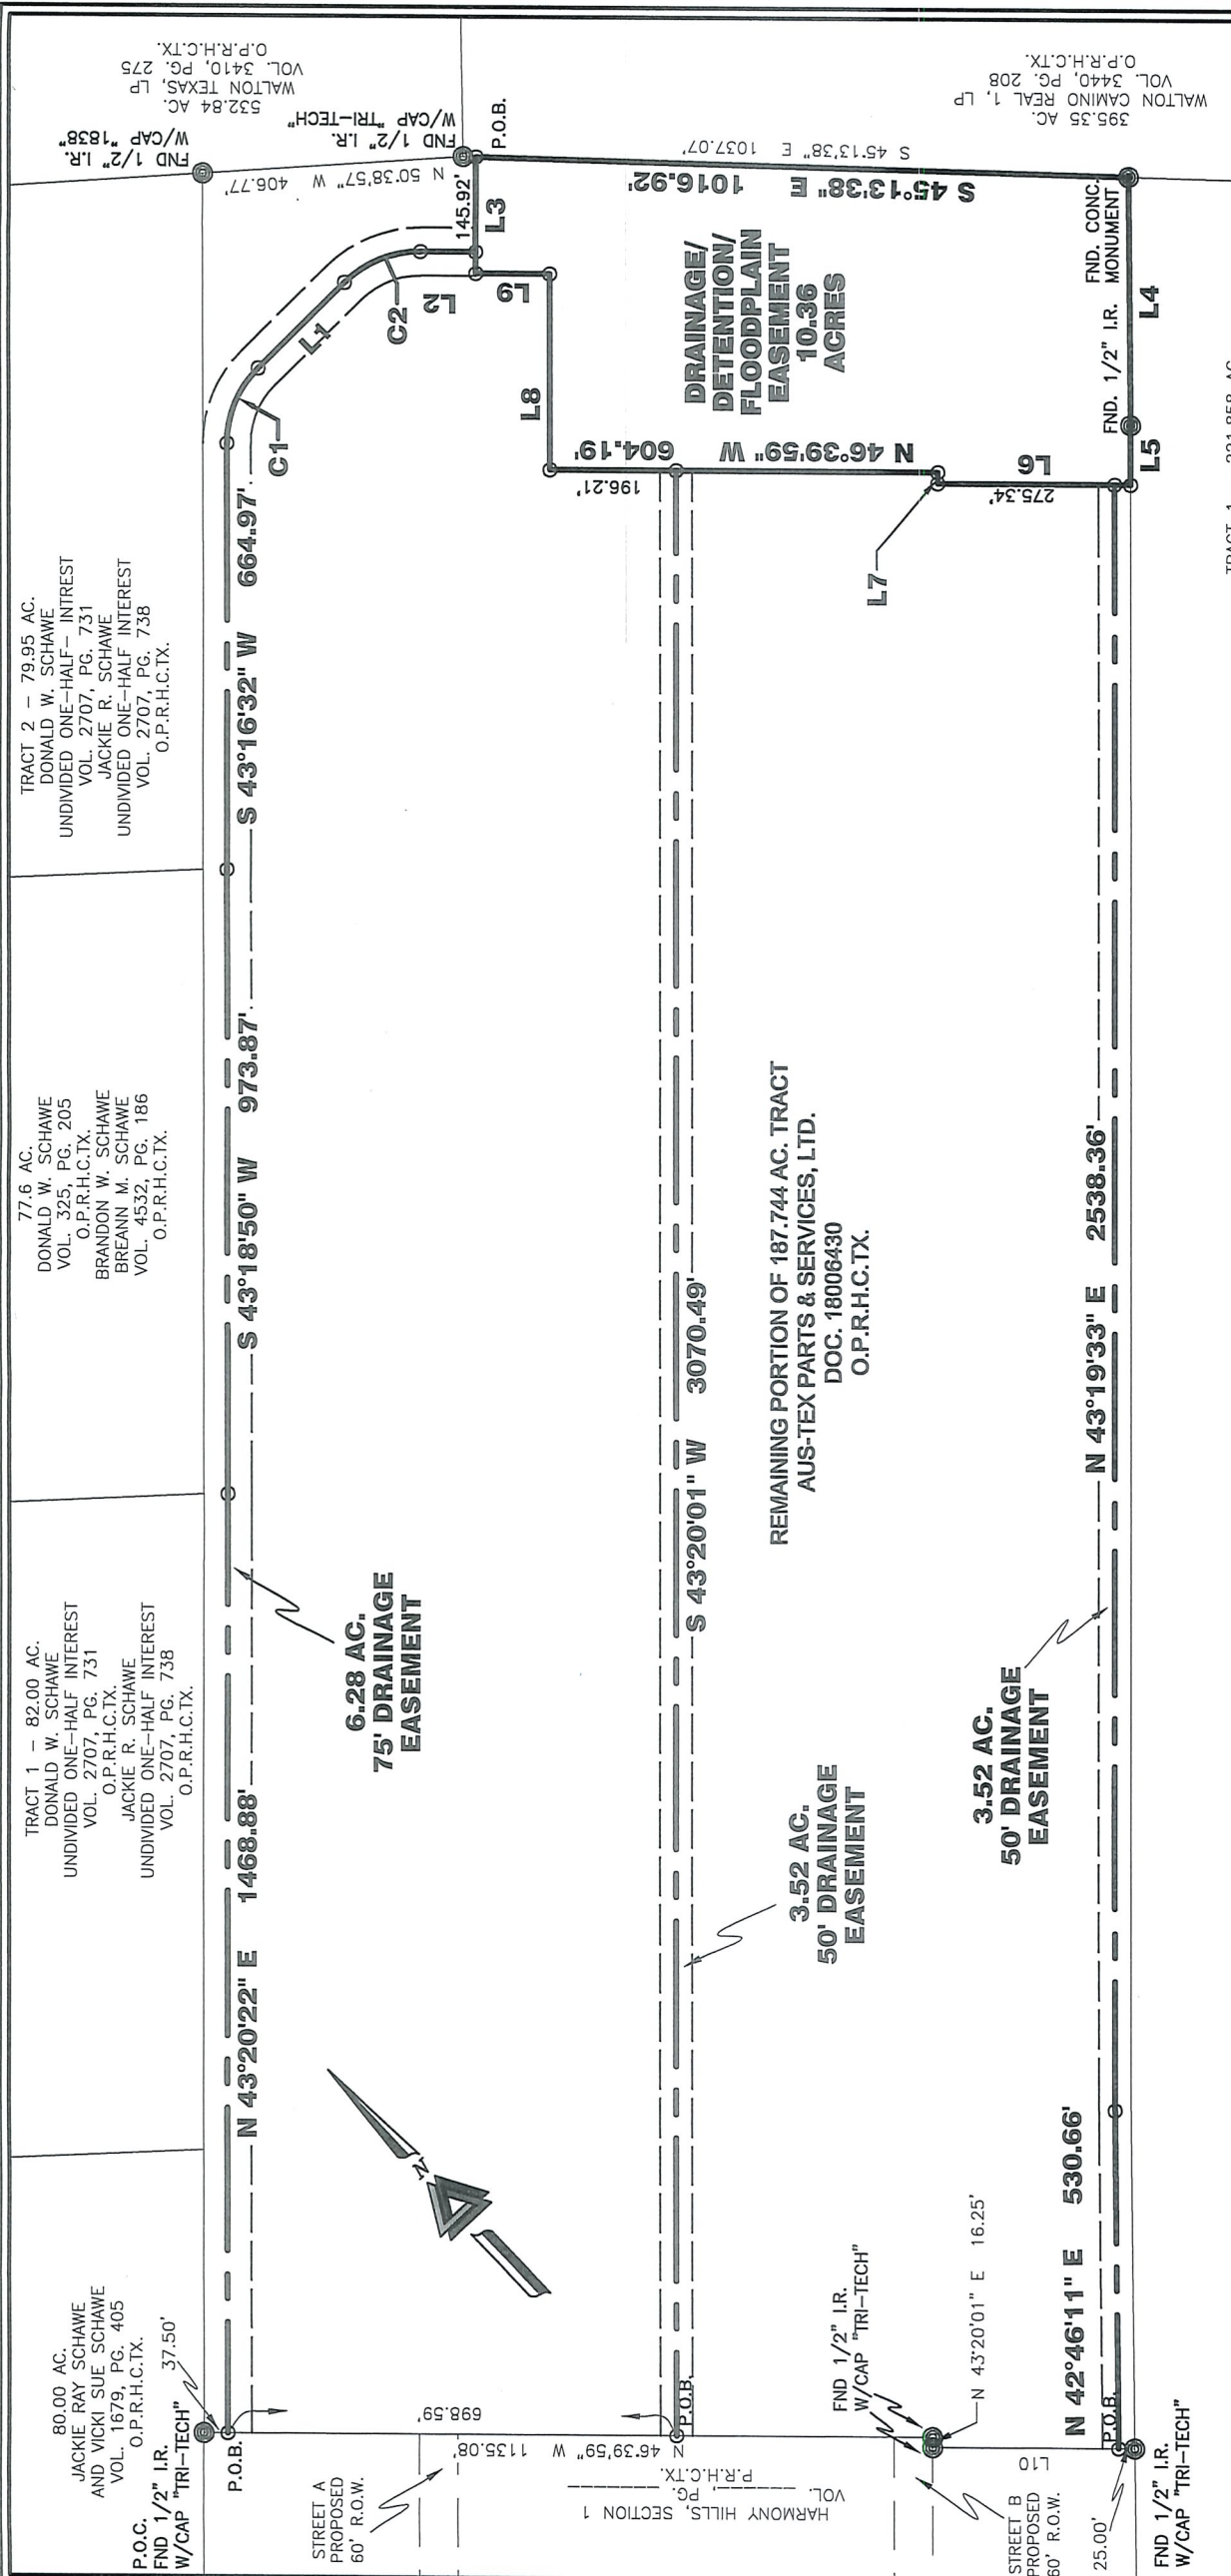 532.84 AC.
WALTON TEXAS, LP
VOL. 3410, PG. 275
O.P.R.H.C.TX.
FND 1/2" I.R.
W/CAP "1838"
FND 1/2" I.R.
W/CAP "TRI-TECH"
P.O.B.
395.35 AC.
WALTON CAMINO REAL 1, LP
VOL. 3440, PG. 208
O.P.R.H.C.TX.
N 50°38'57" W 406.77'
S 45°13'38" E 1037.07'
S 45°13'38" E 1016.92'
145.92'
L3
L2
L9
C2
L1
C1
L8
DRAINAGE/
DETENTION/
FLOODPLAIN
EASEMENT
10.36
ACRES
FND. CONC.
MONUMENT
FND. 1/2" I.R.
L4
L5
L6
275.34'
L7
N 46°39'59" W 604.19'
196.21'
TRACT 2 - 79.95 AC.
DONALD W. SCHAWE
UNDIVIDED ONE-HALF- INTREST
VOL. 2707, PG. 731
JACKIE R. SCHAWE
UNDIVIDED ONE-HALF INTEREST
VOL. 2707, PG. 738
O.P.R.H.C.TX.
S 43°16'32" W 664.97'
77.6 AC.
DONALD W. SCHAWE
VOL. 325, PG. 205
O.P.R.H.C.TX.
BRANDON W. SCHAWE
BREANN M. SCHAWE
VOL. 4532, PG. 186
O.P.R.H.C.TX.
S 43°18'50" W 973.87'
TRACT 1 - 82.00 AC.
DONALD W. SCHAWE
UNDIVIDED ONE-HALF INTEREST
VOL. 2707, PG. 731
O.P.R.H.C.TX.
JACKIE R. SCHAWE
UNDIVIDED ONE-HALF INTEREST
VOL. 2707, PG. 738
O.P.R.H.C.TX.
N 43°20'22" E 1468.88'
6.28 AC.
75' DRAINAGE
EASEMENT
S 43°20'01" W 3070.49'
REMAINING PORTION OF 187.744 AC. TRACT
AUS-TEX PARTS & SERVICES, LTD.
DOC. 18006430
O.P.R.H.C.TX.
3.52 AC.
50' DRAINAGE
EASEMENT
3.52 AC.
50' DRAINAGE
EASEMENT
N 43°19'33" E 2538.36'
N 42°46'11" E 530.66'
80.00 AC.
JACKIE RAY SCHAWE
AND VICKI SUE SCHAWE
VOL. 1679, PG. 405
O.P.R.H.C.TX.
P.O.C.
FND 1/2" I.R.
W/CAP "TRI-TECH"
37.50'
P.O.B.
698.59'
N 46°39'59" W 1135.08'
P.O.B.
STREET A
PROPOSED
60' R.O.W.
HARMONY HILLS, SECTION 1
VOL. ____, PG. ____
P.R.H.C.TX.
FND 1/2" I.R.
W/CAP "TRI-TECH"
N 43°20'01" E 16.25'
L10
STREET B
PROPOSED
60' R.O.W.
P.O.B.
25.00'
FND 1/2" I.R.
W/CAP "TRI-TECH"
N